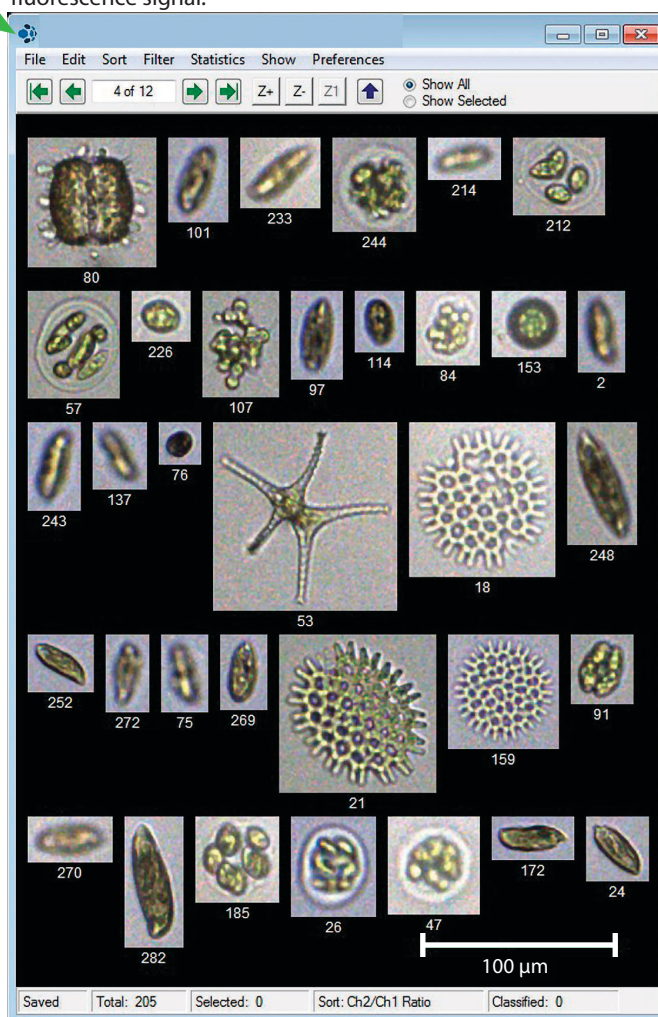 fluorescence signal.
File Edit Sort Filter Statistics Show Preferences
4 of 12 Z+ Z- Z1 Show All
Show Selected
80 101 233 244 214 212
57 226 107 97 114 84 153 2
243 137 76 53 18 248
252 272 75 269 21 159 91
270 282 185 26 47 172 24
100 µm
Saved Total: 205 Selected: 0 Sort: Ch2/Ch1 Ratio Classified: 0